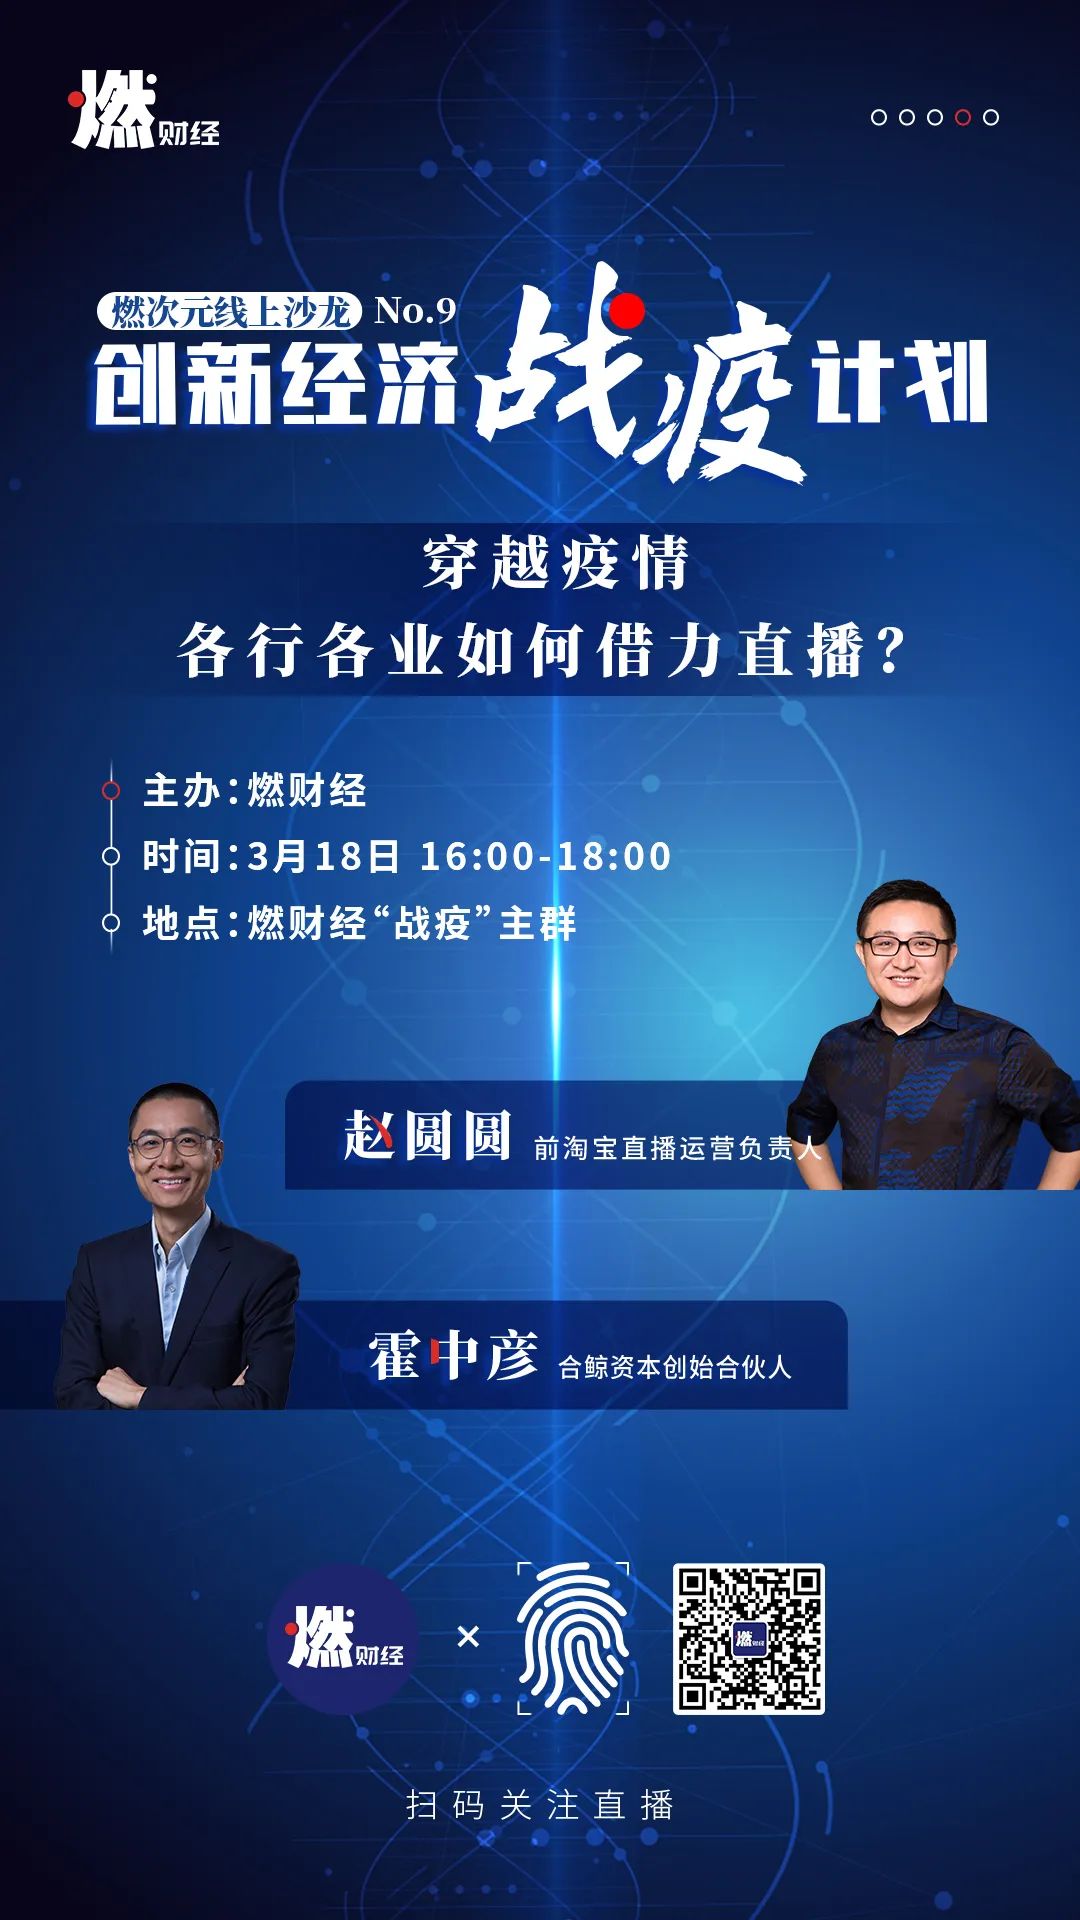 燃财经
燃次元线上沙龙 No.9
创新经济战疫计划
穿越疫情
各行各业如何借力直播?
主办:燃财经
时间:3月18日 16:00-18:00
地点:燃财经“战疫”主群
赵圆圆 前淘宝直播运营负责人
霍中彦 合鲸资本创始合伙人
燃财经 ×
燃财经
扫码关注直播